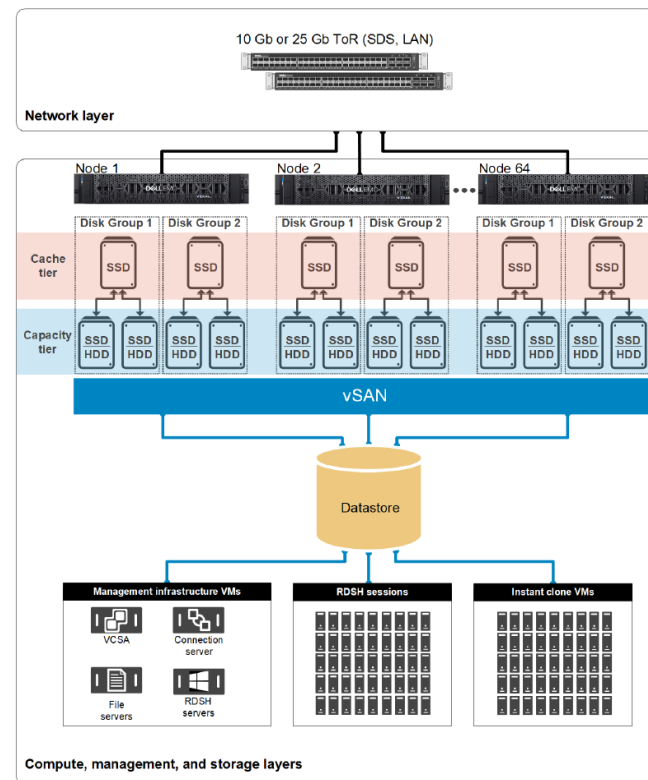 10 Gb or 25 Gb ToR (SDS, LAN)
Network layer
Node 1
Node 2
Node 64
DELLEMC
DELLEMC
DELLEMC
Disk Group 1
Disk Group 2
Disk Group 1
Disk Group 2
Disk Group 1
Disk Group 2
Cache
tier
SSD
SSD
SSD
SSD
SSD
SSD
Capacity
tier
SSD SSD SSD SSD SSD SSD SSD SSD SSD SSD SSD SSD
HDD HDD HDD HDD HDD HDD HDD HDD HDD HDD HDD HDD
vSAN
Datastore
Management infrastructure VMs
RDSH sessions
Instant clone VMs
VCSA
Connection
server
File
servers
RDSH
servers
Compute, management, and storage layers